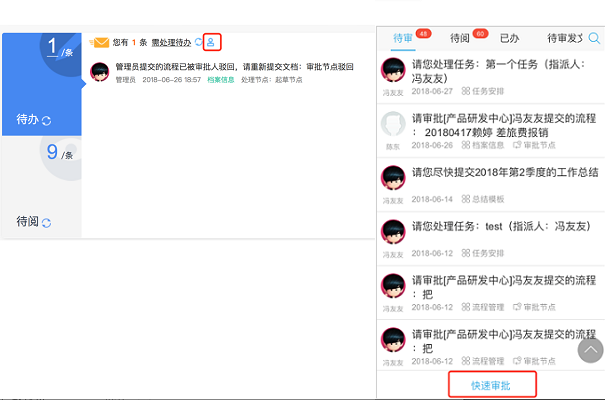 1 /条
待办
9 /条
待阅
您有 1 条 需处理待办
管理员提交的流程已被审批人驳回，请重新提交文档：审批节点驳回
管理员 2018-06-26 18:57 档案信息 处理节点：起草节点
待审 48 待阅 60 已办 待审发文
请您处理任务：第一个任务（指派人：
冯友友）
冯友友 2018-06-27 任务安排
请审批[产品研发中心]冯友友提交的流程
：20180417赖婷 差旅费报销
陈东 2018-06-26 档案信息 审批节点
请您尽快提交2018年第2季度的工作总结
冯友友 2018-06-14 总结模板
请您处理任务：test（指派人：冯友友）
冯友友 2018-06-12 任务安排
请审批[产品研发中心]冯友友提交的流程
：把
冯友友 2018-06-12 流程管理 审批节点
请审批[产品研发中心]冯友友提交的流程
：把
冯友友 2018-06-12 流程管理 审批节点
快速审批